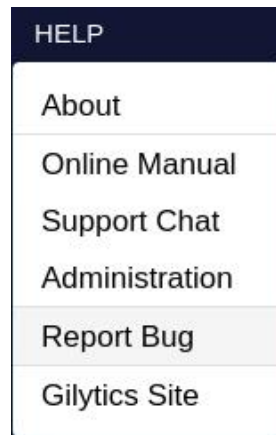 HELP
About
Online Manual
Support Chat
Administration
Report Bug
Gilytics Site